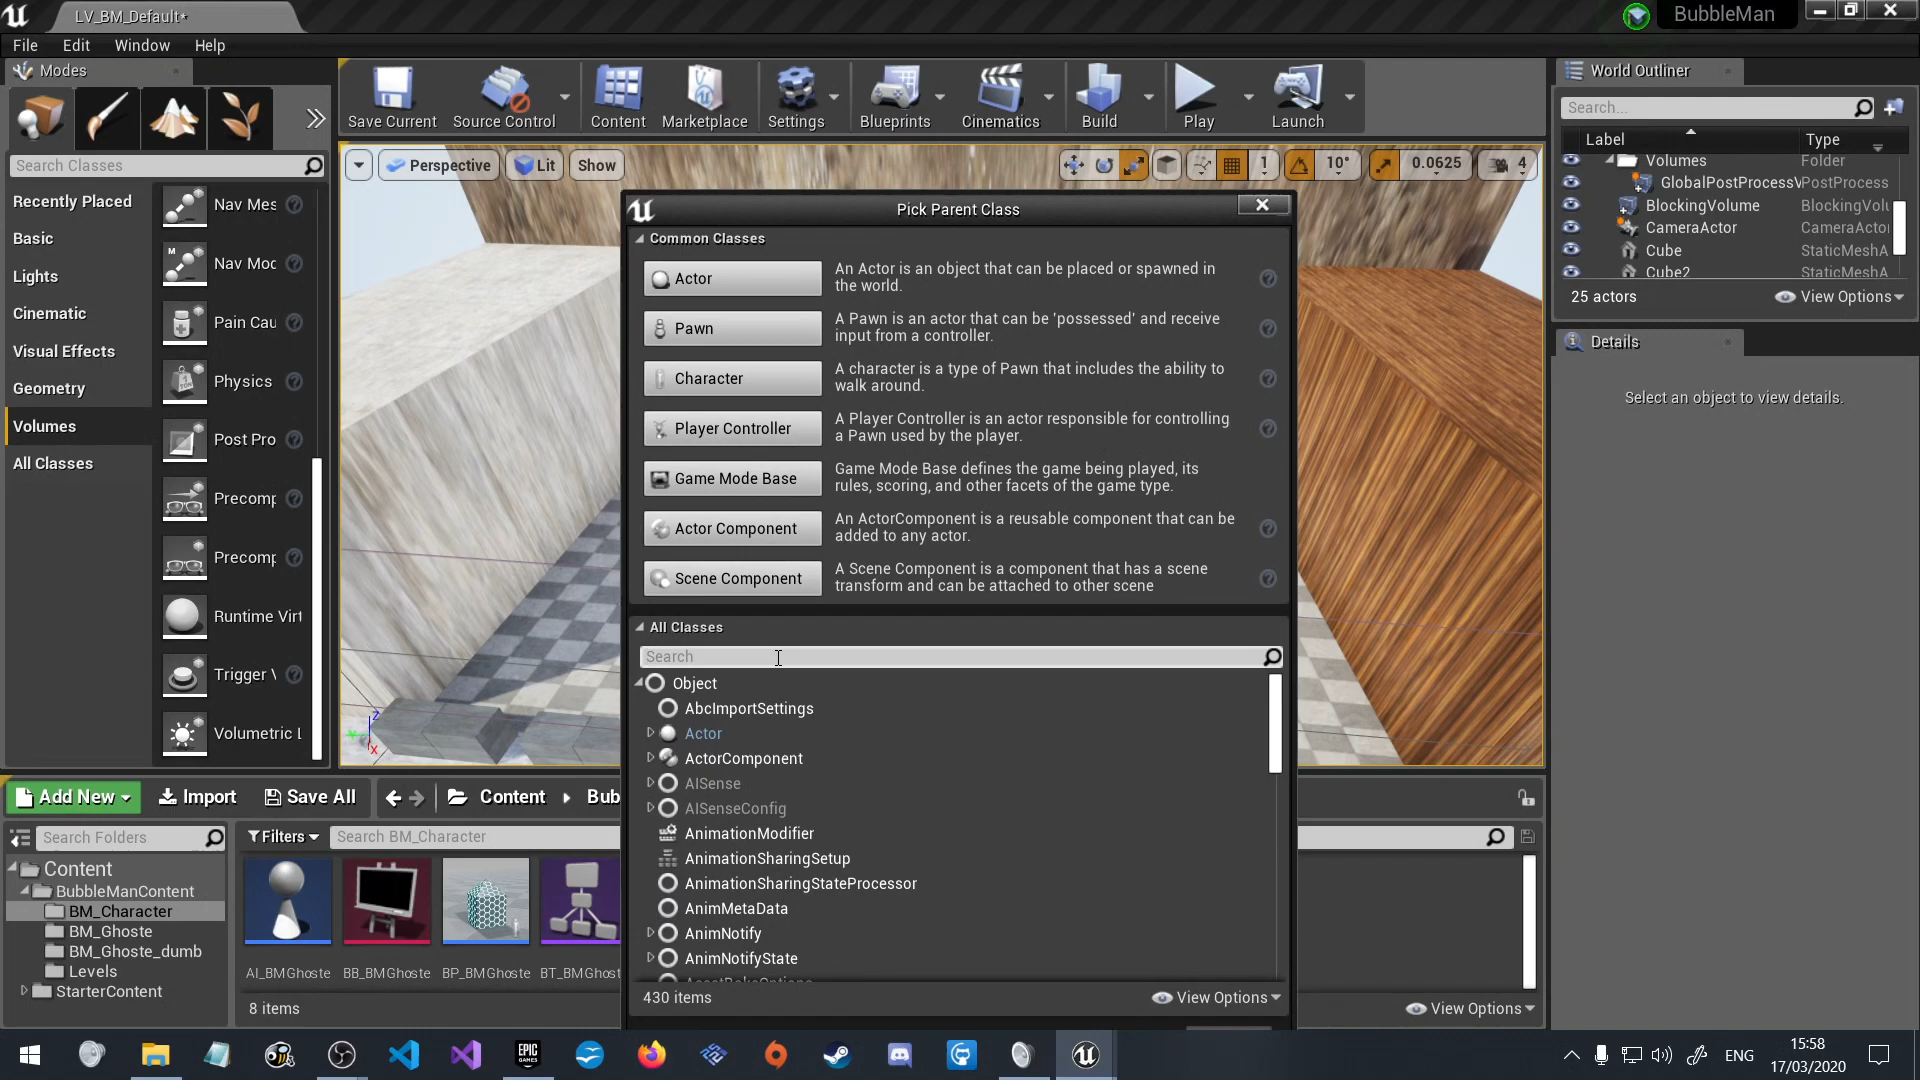 LV_BM_Default*
BubbleMan
File Edit Window Help
Modes
World Outliner
Save Current
Source Control
Content
Marketplace
Settings
Blueprints
Cinematics
Build
Play
Launch
Search...
Label
Type
Search Classes
Perspective
Lit
Show
1
10°
0.0625
4
Volumes Folder
GlobalPostProcessV PostProcess
BlockingVolume BlockingVolu
CameraActor CameraActor
Cube StaticMeshA
Cube2 StaticMeshA
25 actors
View Options
Details
Select an object to view details.
Recently Placed
Basic
Lights
Cinematic
Visual Effects
Geometry
Volumes
All Classes
Nav Mes
M
Nav Mod
Pain Cau
Physics
Post Pro
Precomp
Precomp
Runtime Virt
Trigger V
Volumetric L
Pick Parent Class
Common Classes
Actor
An Actor is an object that can be placed or spawned in
the world.
Pawn
A Pawn is an actor that can be 'possessed' and receive
input from a controller.
Character
A character is a type of Pawn that includes the ability to
walk around.
Player Controller
A Player Controller is an actor responsible for controlling
a Pawn used by the player.
Game Mode Base
Game Mode Base defines the game being played, its
rules, scoring, and other facets of the game type.
Actor Component
An ActorComponent is a reusable component that can be
added to any actor.
Scene Component
A Scene Component is a component that has a scene
transform and can be attached to other scene
All Classes
Search
Object
AbcImportSettings
Actor
ActorComponent
AISense
AISenseConfig
AnimationModifier
AnimationSharingSetup
AnimationSharingStateProcessor
AnimMetaData
AnimNotify
AnimNotifyState
430 items
View Options
Z
X
Add New
Import
Save All
Content
Bub
Search Folders
Filters
Search BM_Character
Content
BubbleManContent
BM_Character
BM_Ghoste
BM_Ghoste_dumb
Levels
StarterContent
AI_BMGhoste
BB_BMGhoste
BP_BMGhoste
BT_BMGhos
8 items
View Options
EPIC
GAMES
ENG
15:58
17/03/2020